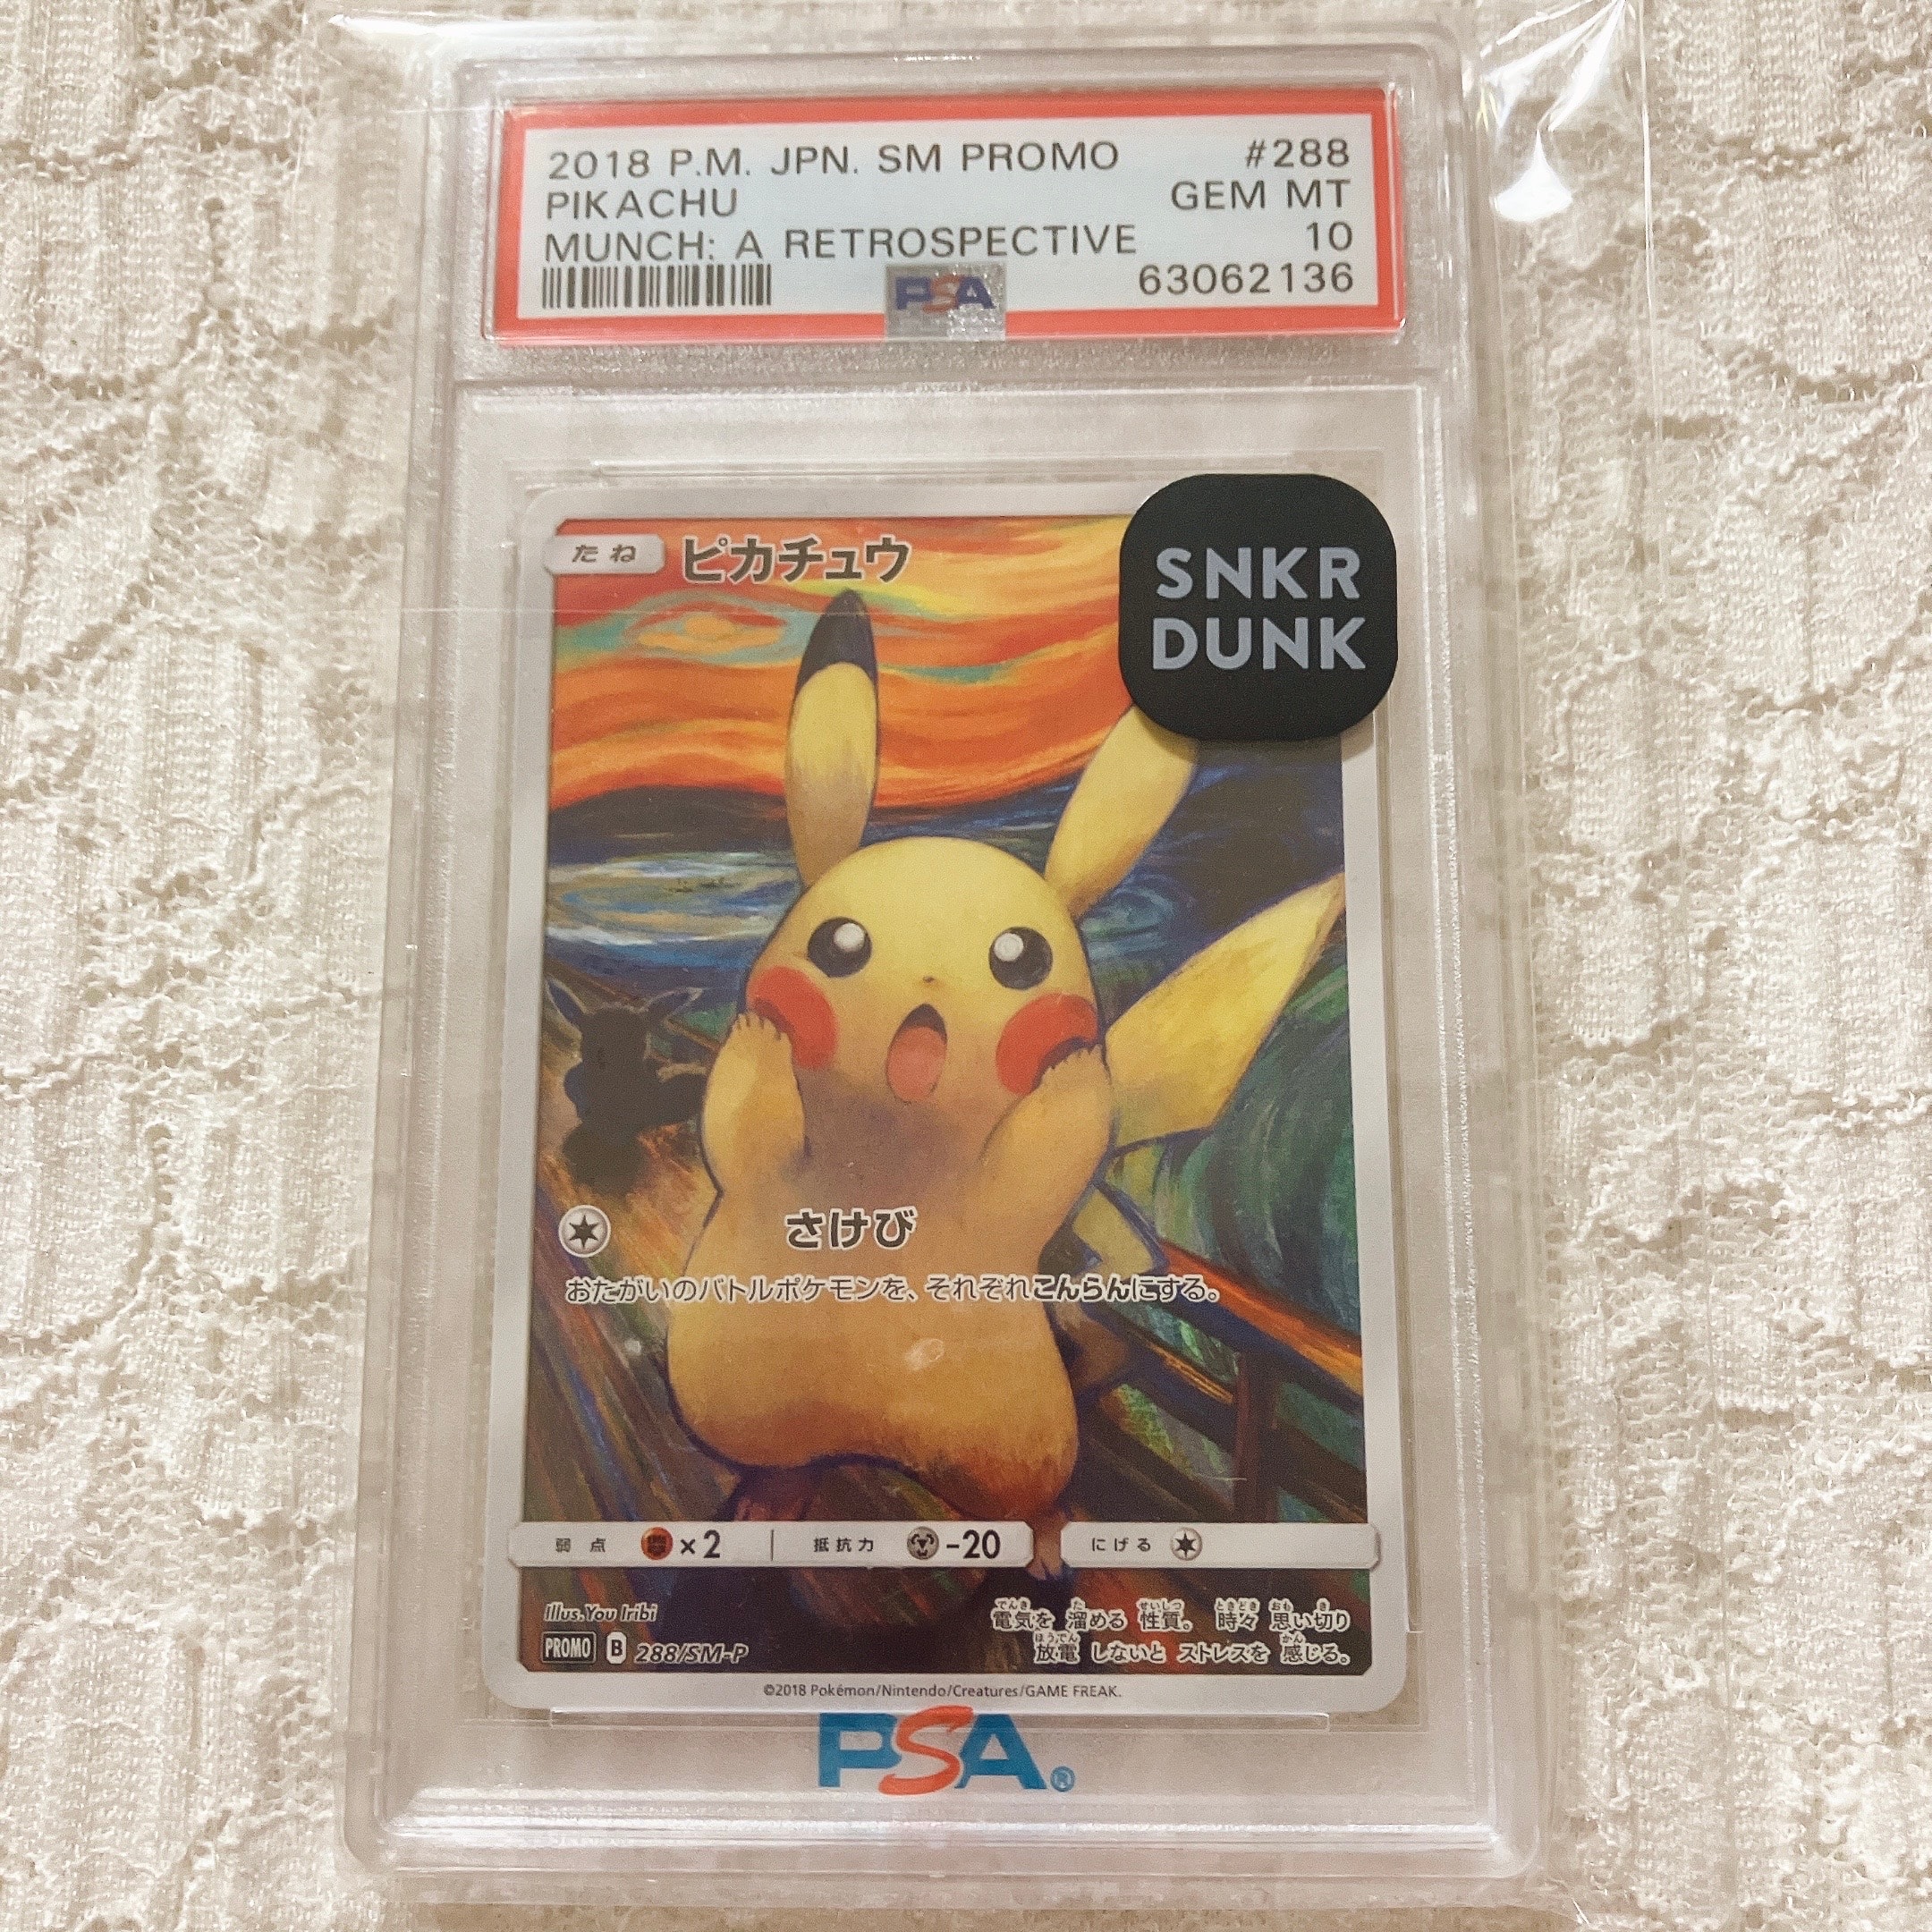 2018 P.M. JPN. SM PROMO #288
PIKACHU GEM MT
MUNCH: A RETROSPECTIVE 10
PSA 63062136
たね ピカチュウ
SNKR
DUNK
さけび
おたがいのバトルポケモンを、それぞれこんらんにする。
弱点 ×2 抵抗力 -20 にげる
Illus. You Iribi
PROMO B 288/SM-P
電気を 溜める 性質。 時々 思い切り
放電 しないと ストレスを 感じる。
©2018 Pokémon/Nintendo/Creatures/GAME FREAK.
PSA®